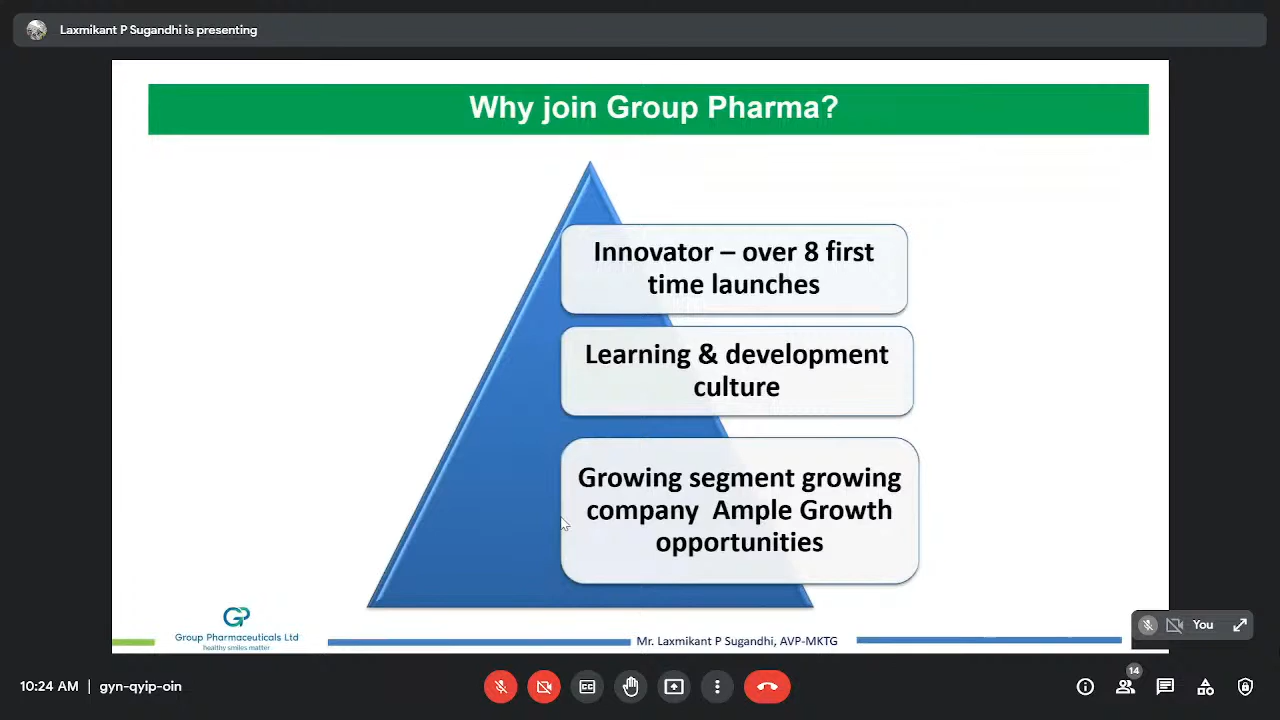 Laxmikant P Sugandhi is presenting
Why join Group Pharma?
Innovator – over 8 first
time launches
Learning & development
culture
Growing segment growing
company Ample Growth
opportunities
GP
Group Pharmaceuticals Ltd
healthy smiles matter
Mr. Laxmikant P Sugandhi, AVP-MKTG
You
10:24 AM | gyn-qyip-oin
CC
14